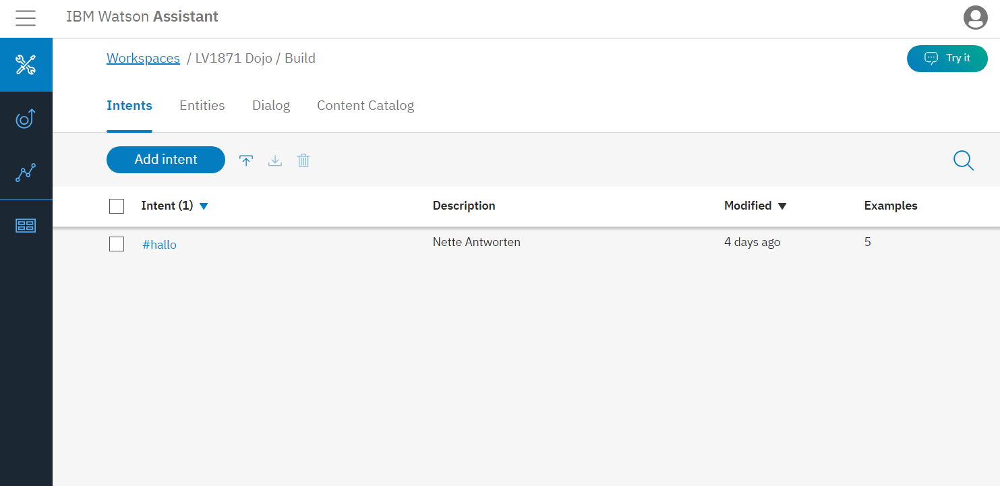 IBM Watson Assistant
Workspaces / LV1871 Dojo / Build
Try it
Intents Entities Dialog Content Catalog
Add intent
Intent (1) Description Modified Examples
#hallo Nette Antworten 4 days ago 5